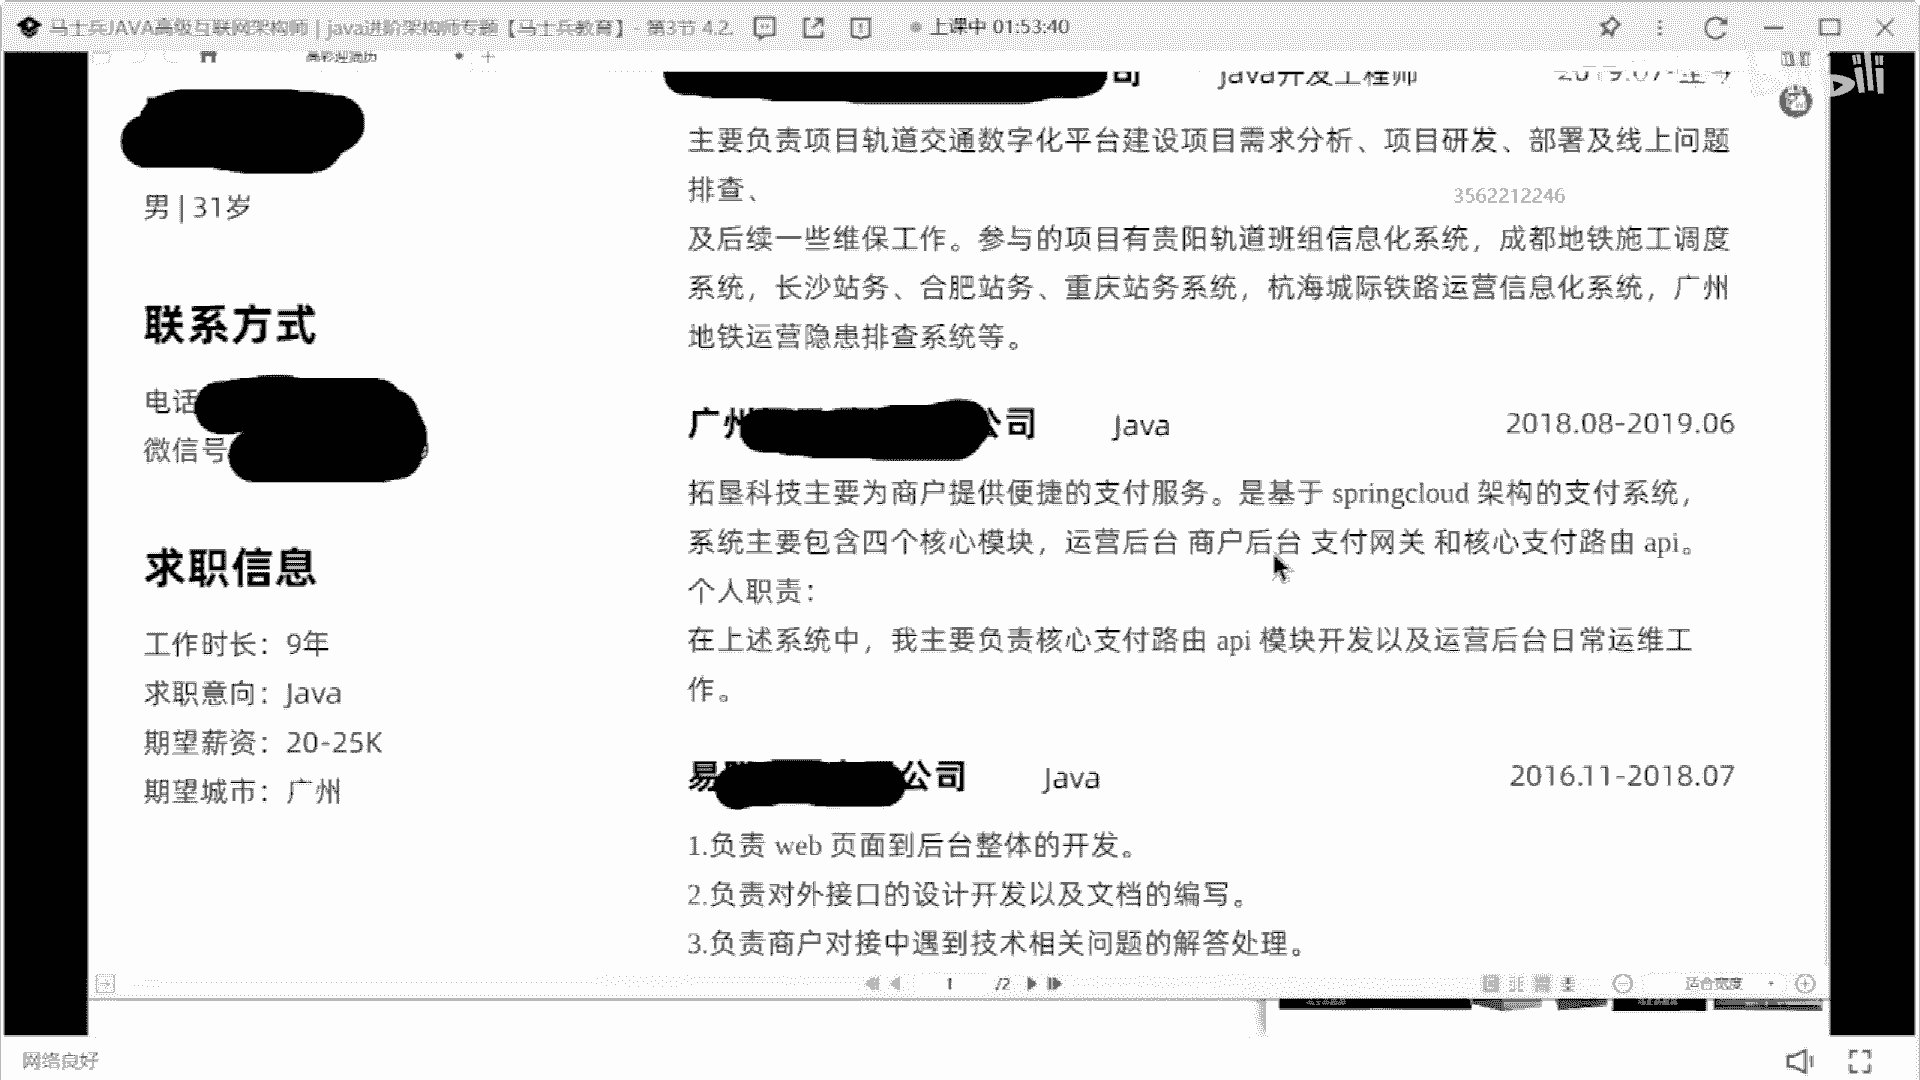 马士兵JAVA高级互联网架构师 | java进阶架构师专题【马士兵教育】- 第3节 4.2.
上课中 01:53:40
司 java开发工程师 2019.07-至今
男 | 31岁
联系方式
电话
微信号
求职信息
工作时长：9年
求职意向：Java
期望薪资：20-25K
期望城市：广州
主要负责项目轨道交通数字化平台建设项目需求分析、项目研发、部署及线上问题
排查、
3562212246
及后续一些维保工作。参与的项目有贵阳轨道班组信息化系统，成都地铁施工调度
系统，长沙站务、合肥站务、重庆站务系统，杭海城际铁路运营信息化系统，广州
地铁运营隐患排查系统等。
广州 公司 Java 2018.08-2019.06
拓垦科技主要为商户提供便捷的支付服务。是基于 springcloud 架构的支付系统，
系统主要包含四个核心模块，运营后台 商户后台 支付网关 和核心支付路由 api。
个人职责：
在上述系统中，我主要负责核心支付路由 api 模块开发以及运营后台日常运维工
作。
易 公司 Java 2016.11-2018.07
1.负责 web 页面到后台整体的开发。
2.负责对外接口的设计开发以及文档的编写。
3.负责商户对接中遇到技术相关问题的解答处理。
1 /2
适合宽度
网络良好